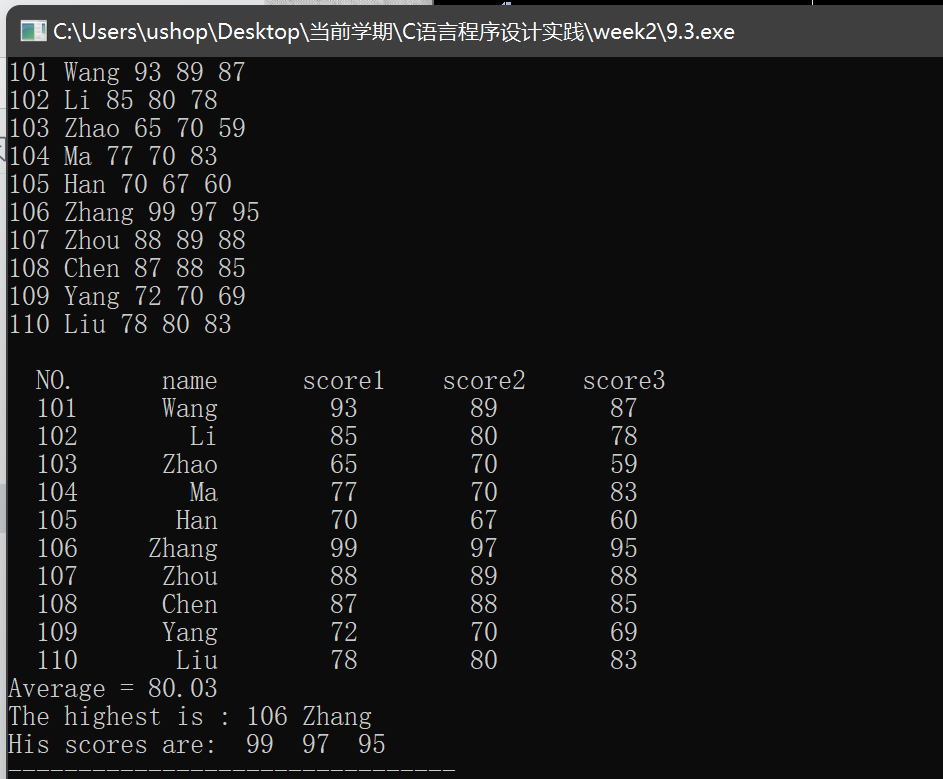 C:\Users\ushop\Desktop\当前学期\C语言程序设计实践\week2\9.3.exe
101 Wang 93 89 87
102 Li 85 80 78
103 Zhao 65 70 59
104 Ma 77 70 83
105 Han 70 67 60
106 Zhang 99 97 95
107 Zhou 88 89 88
108 Chen 87 88 85
109 Yang 72 70 69
110 Liu 78 80 83
NO. name score1 score2 score3
101 Wang 93 89 87
102 Li 85 80 78
103 Zhao 65 70 59
104 Ma 77 70 83
105 Han 70 67 60
106 Zhang 99 97 95
107 Zhou 88 89 88
108 Chen 87 88 85
109 Yang 72 70 69
110 Liu 78 80 83
Average = 80.03
The highest is : 106 Zhang
His scores are: 99 97 95
--------------------------------